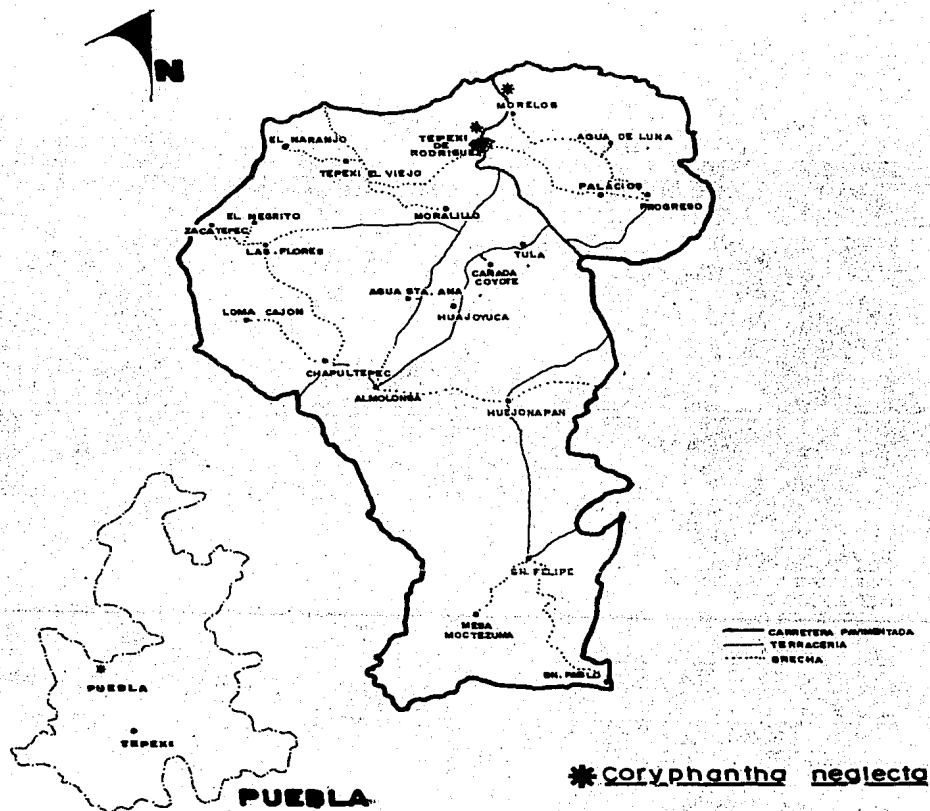 N
MORELOS
TEPEXI
DE
RODRIGUEZ
AGUA DE LUNA
EL NARANJO
TEPEXI EL VIEJO
PALACIOS
PROGRESO
MORALILLO
EL NEGRITO
ZACATEPEC
LAS FLORES
TULA
CAÑADA
COYOTE
AGUA STA. ANA
HUAJOYUCA
LOMA CAJON
CHAPULTEPEC
ALMOLONGA
HUEJONAPAN
SN. FELIPE
MESA
MOCTEZUMA
SN. PABLO
CARRETERA PAVIMENTADA
TERRACERIA
BRECHA
PUEBLA
TEPEXI
PUEBLA
Coryphantha neglecta